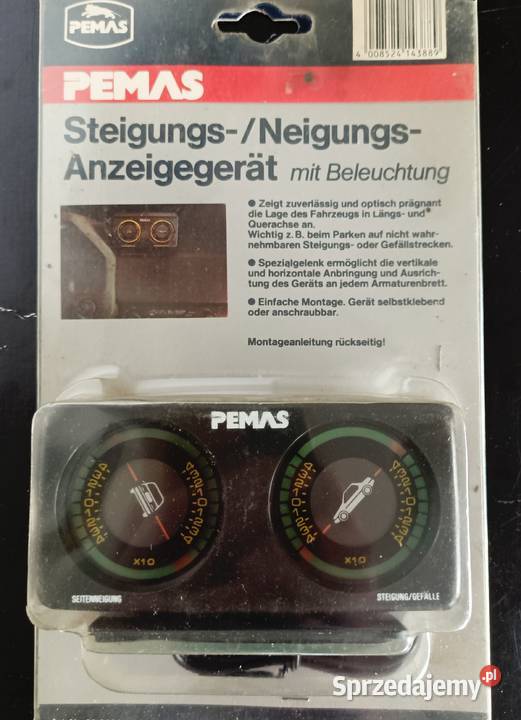 PEMAS
4 008524 143889
PEMAS
Steigungs-/Neigungs-
Anzeigegerät mit Beleuchtung
● Zeigt zuverlässig und optisch prägnant
die Lage des Fahrzeugs in Längs- und
Querachse an.
Wichtig z.B. beim Parken auf nicht wahr-
nehmbaren Steigungs- oder Gefällstrecken.
● Spezialgelenk ermöglicht die vertikale
und horizontale Anbringung und Ausrich-
tung des Geräts an jedem Armaturenbrett.
● Einfache Montage. Gerät selbstklebend
oder anschraubbar.
Montageanleitung rückseitig!
PEMAS
X10
X10
SEITENNEIGUNG
STEIGUNG/GEFÄLLE
Sprzedajemy.pl